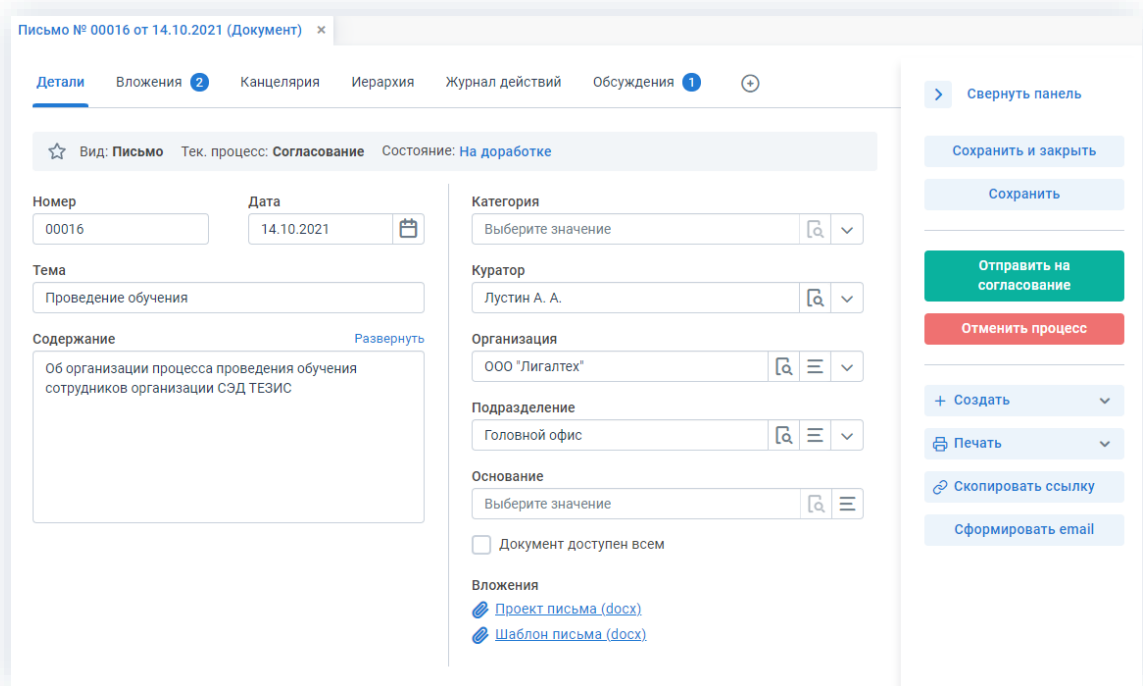 Письмо № 00016 от 14.10.2021 (Документ) ×
Детали Вложения 2 Канцелярия Иерархия Журнал действий Обсуждения 1
Вид: Письмо Тек. процесс: Согласование Состояние: На доработке
Номер Дата
00016 14.10.2021
Тема
Проведение обучения
Содержание Развернуть
Об организации процесса проведения обучения
сотрудников организации СЭД ТЕЗИС
Категория
Выберите значение
Куратор
Лустин А. А.
Организация
ООО "Лигалтех"
Подразделение
Головной офис
Основание
Выберите значение
Документ доступен всем
Вложения
Проект письма (docx)
Шаблон письма (docx)
Свернуть панель
Сохранить и закрыть
Сохранить
Отправить на
согласование
Отменить процесс
+ Создать
Печать
Скопировать ссылку
Сформировать email